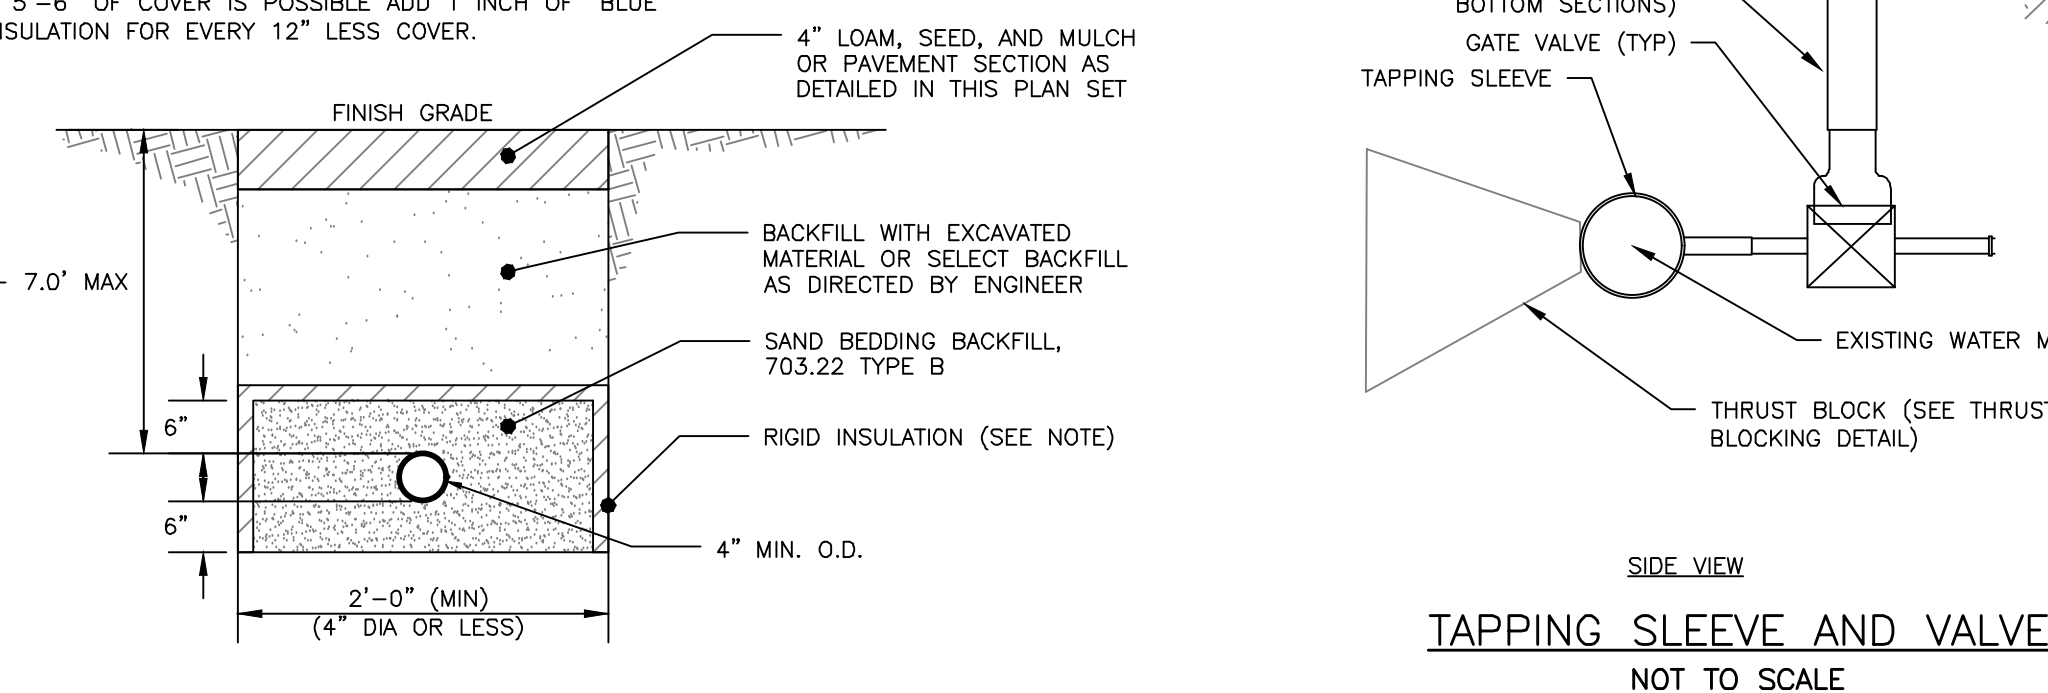 5'-6" OF COVER IS POSSIBLE ADD 1 INCH OF "BLUE
INSULATION FOR EVERY 12" LESS COVER.
4" LOAM, SEED, AND MULCH
OR PAVEMENT SECTION AS
DETAILED IN THIS PLAN SET
FINISH GRADE
BACKFILL WITH EXCAVATED
MATERIAL OR SELECT BACKFILL
AS DIRECTED BY ENGINEER
- 7.0' MAX
SAND BEDDING BACKFILL,
703.22 TYPE B
6"
RIGID INSULATION (SEE NOTE)
6"
4" MIN. O.D.
2'-0" (MIN)
(4" DIA OR LESS)
BOTTOM SECTIONS)
GATE VALVE (TYP)
TAPPING SLEEVE
EXISTING WATER
THRUST BLOCK (SEE THRUST
BLOCKING DETAIL)
SIDE VIEW
TAPPING SLEEVE AND VALVE
NOT TO SCALE